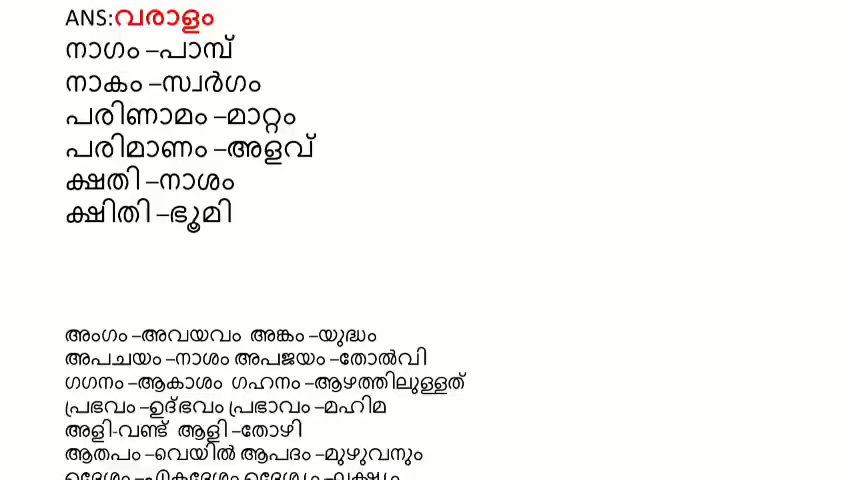 ANS:വരാളം
നാഗം –പാമ്പ്
നാകം –സ്വർഗം
പരിണാമം –മാറ്റം
പരിമാണം –അളവ്
ക്ഷതി –നാശം
ക്ഷിതി –ഭൂമി
അംഗം –അവയവം അങ്കം –യുദ്ധം
അപചയം –നാശം അപജയം –തോൽവി
ഗഗനം –ആകാശം ഗഹനം –ആഴത്തിലുള്ളത്
പ്രഭവം –ഉദ്ഭവം പ്രഭാവം –മഹിമ
അളി-വണ്ട് ആളി –തോഴി
ആതപം –വെയിൽ ആപദം –മുഴുവനും